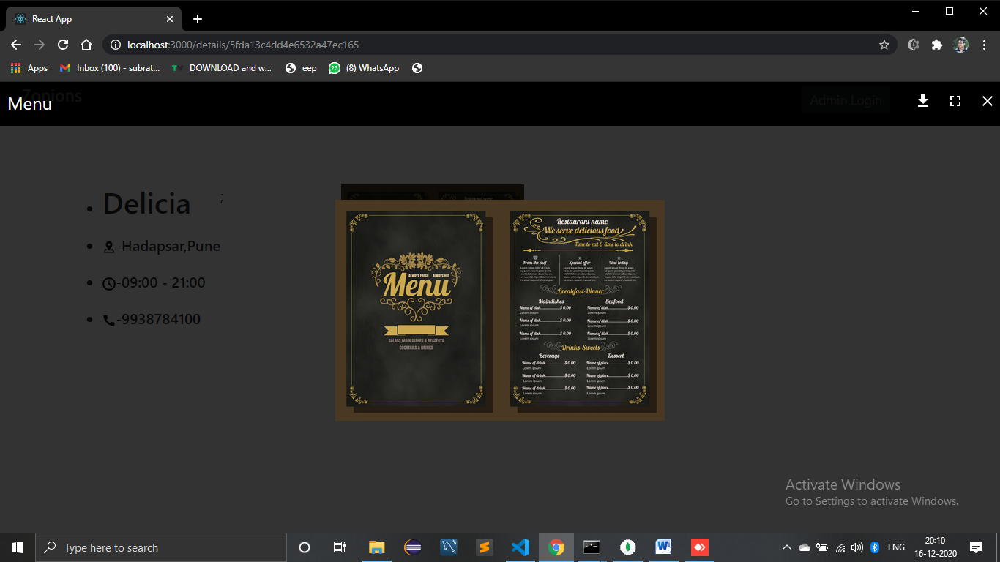 React App
localhost:3000/details/5fda13c4dd4e6532a47ec165
Apps
Inbox (100) - subrat...
DOWNLOAD and w...
eep
23
(8) WhatsApp
Zonions
Menu
Admin Login
Delicia
;
-Hadapsar,Pune
-09:00 - 21:00
-9938784100
ALWAYS FRESH ... ALWAYS HOT
Menu
SALADS,MAIN DISHES & DESSERTS
COCKTAILS & DRINKS
Restaurant name
We serve delicious food
Time to eat & time to drink
From the chef
Special offer
New today
Breakfast-Dinner
Maindishes
Seafood
Name of dish..............$ 0.00
Lorem ipsum
Name of dish..............$ 0.00
Lorem ipsum
Name of dish..............$ 0.00
Lorem ipsum
Name of dish..............$ 0.00
Lorem ipsum
Name of dish..............$ 0.00
Lorem ipsum
Name of dish..............$ 0.00
Lorem ipsum
Drinks-Sweets
Beverage
Dessert
Name of drink..............$ 0.00
Lorem ipsum
Name of drink..............$ 0.00
Lorem ipsum
Name of drink..............$ 0.00
Lorem ipsum
Name of piece..............$ 0.00
Lorem ipsum
Name of piece..............$ 0.00
Lorem ipsum
Name of piece..............$ 0.00
Lorem ipsum
Activate Windows
Go to Settings to activate Windows.
Type here to search
ENG
20:10
16-12-2020